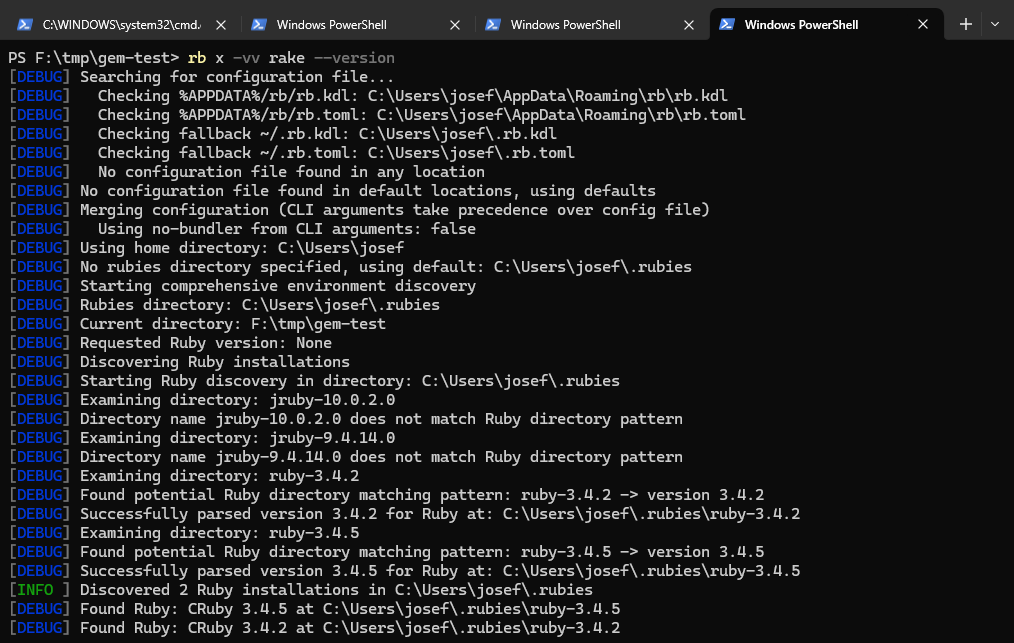 C:\WINDOWS\system32\cmd.
Windows PowerShell
Windows PowerShell
Windows PowerShell
PS F:\tmp\gem-test> rb x -vv rake --version
[DEBUG] Searching for configuration file...
[DEBUG]   Checking %APPDATA%/rb/rb.kdl: C:\Users\josef\AppData\Roaming\rb\rb.kdl
[DEBUG]   Checking %APPDATA%/rb/rb.toml: C:\Users\josef\AppData\Roaming\rb\rb.toml
[DEBUG]   Checking fallback ~/.rb.kdl: C:\Users\josef\.rb.kdl
[DEBUG]   Checking fallback ~/.rb.toml: C:\Users\josef\.rb.toml
[DEBUG]   No configuration file found in any location
[DEBUG] No configuration file found in default locations, using defaults
[DEBUG] Merging configuration (CLI arguments take precedence over config file)
[DEBUG]   Using no-bundler from CLI arguments: false
[DEBUG] Using home directory: C:\Users\josef
[DEBUG] No rubies directory specified, using default: C:\Users\josef\.rubies
[DEBUG] Starting comprehensive environment discovery
[DEBUG] Rubies directory: C:\Users\josef\.rubies
[DEBUG] Current directory: F:\tmp\gem-test
[DEBUG] Requested Ruby version: None
[DEBUG] Discovering Ruby installations
[DEBUG] Starting Ruby discovery in directory: C:\Users\josef\.rubies
[DEBUG] Examining directory: jruby-10.0.2.0
[DEBUG] Directory name jruby-10.0.2.0 does not match Ruby directory pattern
[DEBUG] Examining directory: jruby-9.4.14.0
[DEBUG] Directory name jruby-9.4.14.0 does not match Ruby directory pattern
[DEBUG] Examining directory: ruby-3.4.2
[DEBUG] Found potential Ruby directory matching pattern: ruby-3.4.2 -> version 3.4.2
[DEBUG] Successfully parsed version 3.4.2 for Ruby at: C:\Users\josef\.rubies\ruby-3.4.2
[DEBUG] Examining directory: ruby-3.4.5
[DEBUG] Found potential Ruby directory matching pattern: ruby-3.4.5 -> version 3.4.5
[DEBUG] Successfully parsed version 3.4.5 for Ruby at: C:\Users\josef\.rubies\ruby-3.4.5
[INFO ] Discovered 2 Ruby installations in C:\Users\josef\.rubies
[DEBUG] Found Ruby: CRuby 3.4.5 at C:\Users\josef\.rubies\ruby-3.4.5
[DEBUG] Found Ruby: CRuby 3.4.2 at C:\Users\josef\.rubies\ruby-3.4.2